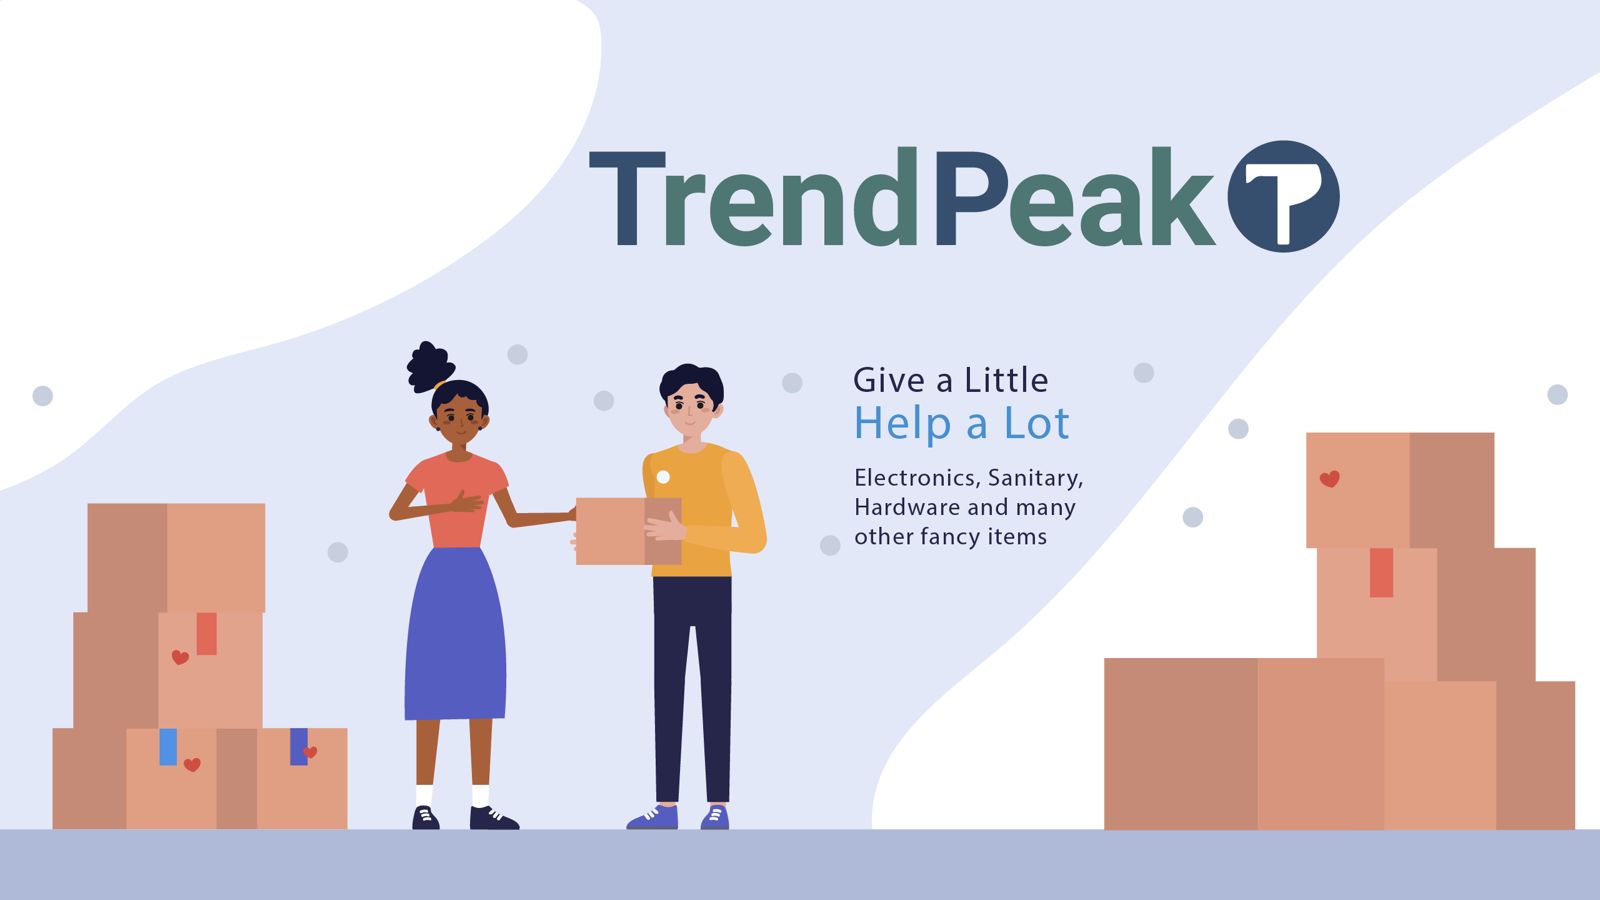 TrendPeak
Give a Little
Help a Lot
Electronics, Sanitary,
Hardware and many
other fancy items